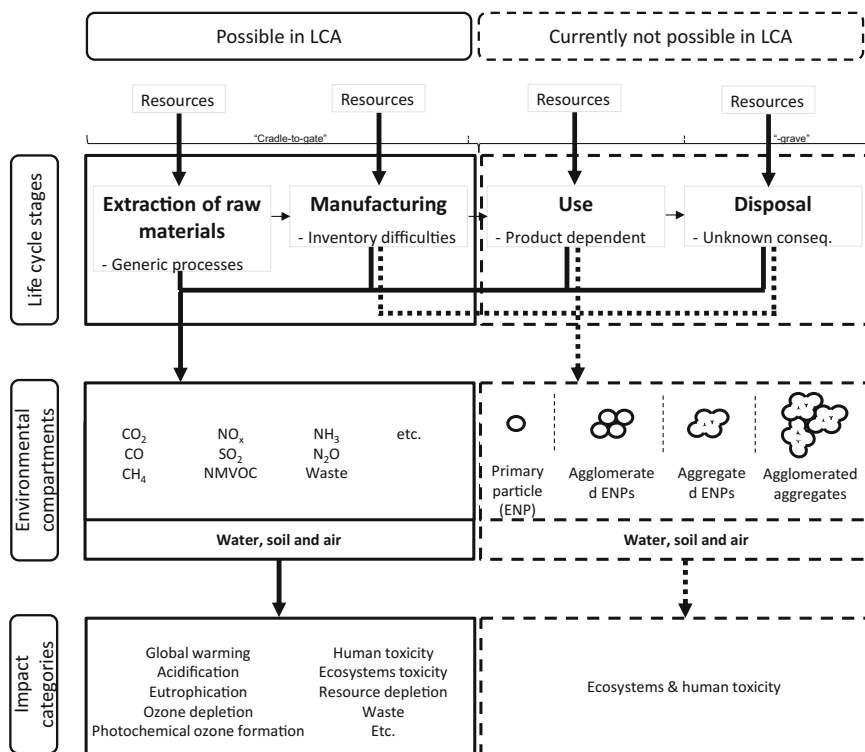 Possible in LCA
Currently not possible in LCA
Resources
Resources
Resources
Resources
"Cradle-to-gate"
"-grave"
Life cycle stages
Extraction of raw
materials
- Generic processes
Manufacturing
- Inventory difficulties
Use
- Product dependent
Disposal
- Unknown conseq.
Environmental
compartments
CO₂ NOₓ NH₃ etc.
CO SO₂ N₂O
CH₄ NMVOC Waste
Primary
particle
(ENP)
Agglomerate
d ENPs
Aggregate
d ENPs
Agglomerated
aggregates
Water, soil and air
Water, soil and air
Impact
categories
Global warming
Acidification
Eutrophication
Ozone depletion
Photochemical ozone formation
Human toxicity
Ecosystems toxicity
Resource depletion
Waste
Etc.
Ecosystems & human toxicity